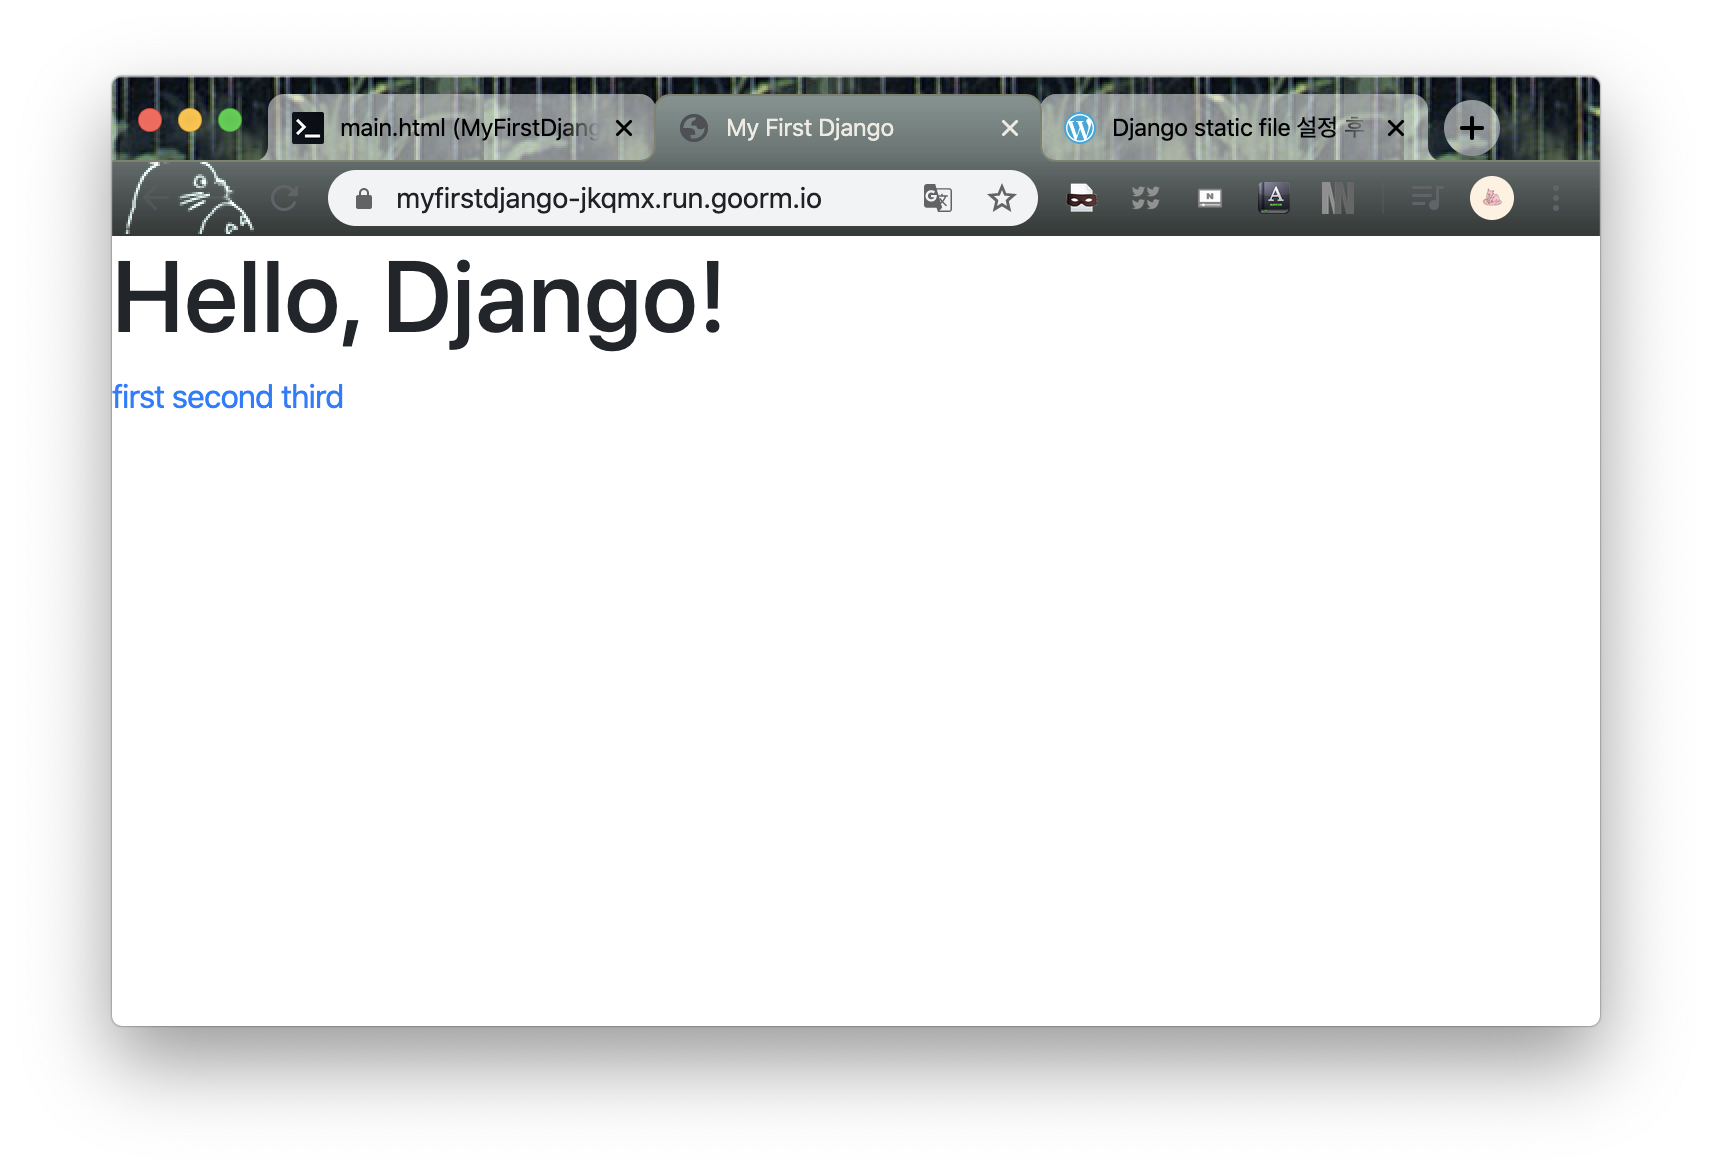 main.html (MyFirstDjang
My First Django
Django static file 설정 후
myfirstdjango-jkqmx.run.goorm.io
Hello, Django!
first second third